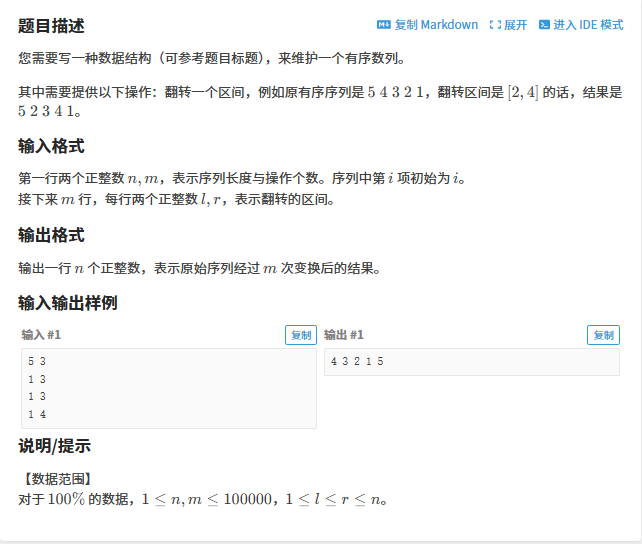 题目描述
复制 Markdown 展开 进入 IDE 模式
您需要写一种数据结构（可参考题目标题），来维护一个有序数列。
其中需要提供以下操作：翻转一个区间，例如原有序序列是 5 4 3 2 1，翻转区间是 [2, 4] 的话，结果是
5 2 3 4 1。
输入格式
第一行两个正整数 n, m，表示序列长度与操作个数。序列中第 i 项初始为 i。
接下来 m 行，每行两个正整数 l, r，表示翻转的区间。
输出格式
输出一行 n 个正整数，表示原始序列经过 m 次变换后的结果。
输入输出样例
输入 #1
复制
5 3
1 3
1 3
1 4
输出 #1
复制
4 3 2 1 5
说明/提示
【数据范围】
对于 100% 的数据，1 ≤ n, m ≤ 100000，1 ≤ l ≤ r ≤ n。